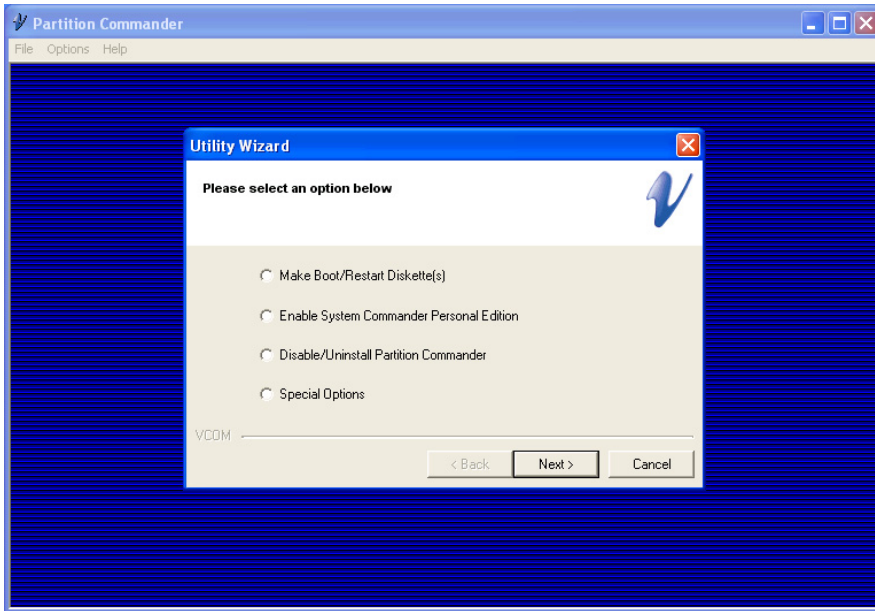 Partition Commander
File Options Help
Utility Wizard
Please select an option below
Make Boot/Restart Diskette(s)
Enable System Commander Personal Edition
Disable/Uninstall Partition Commander
Special Options
VCOM
< Back Next > Cancel